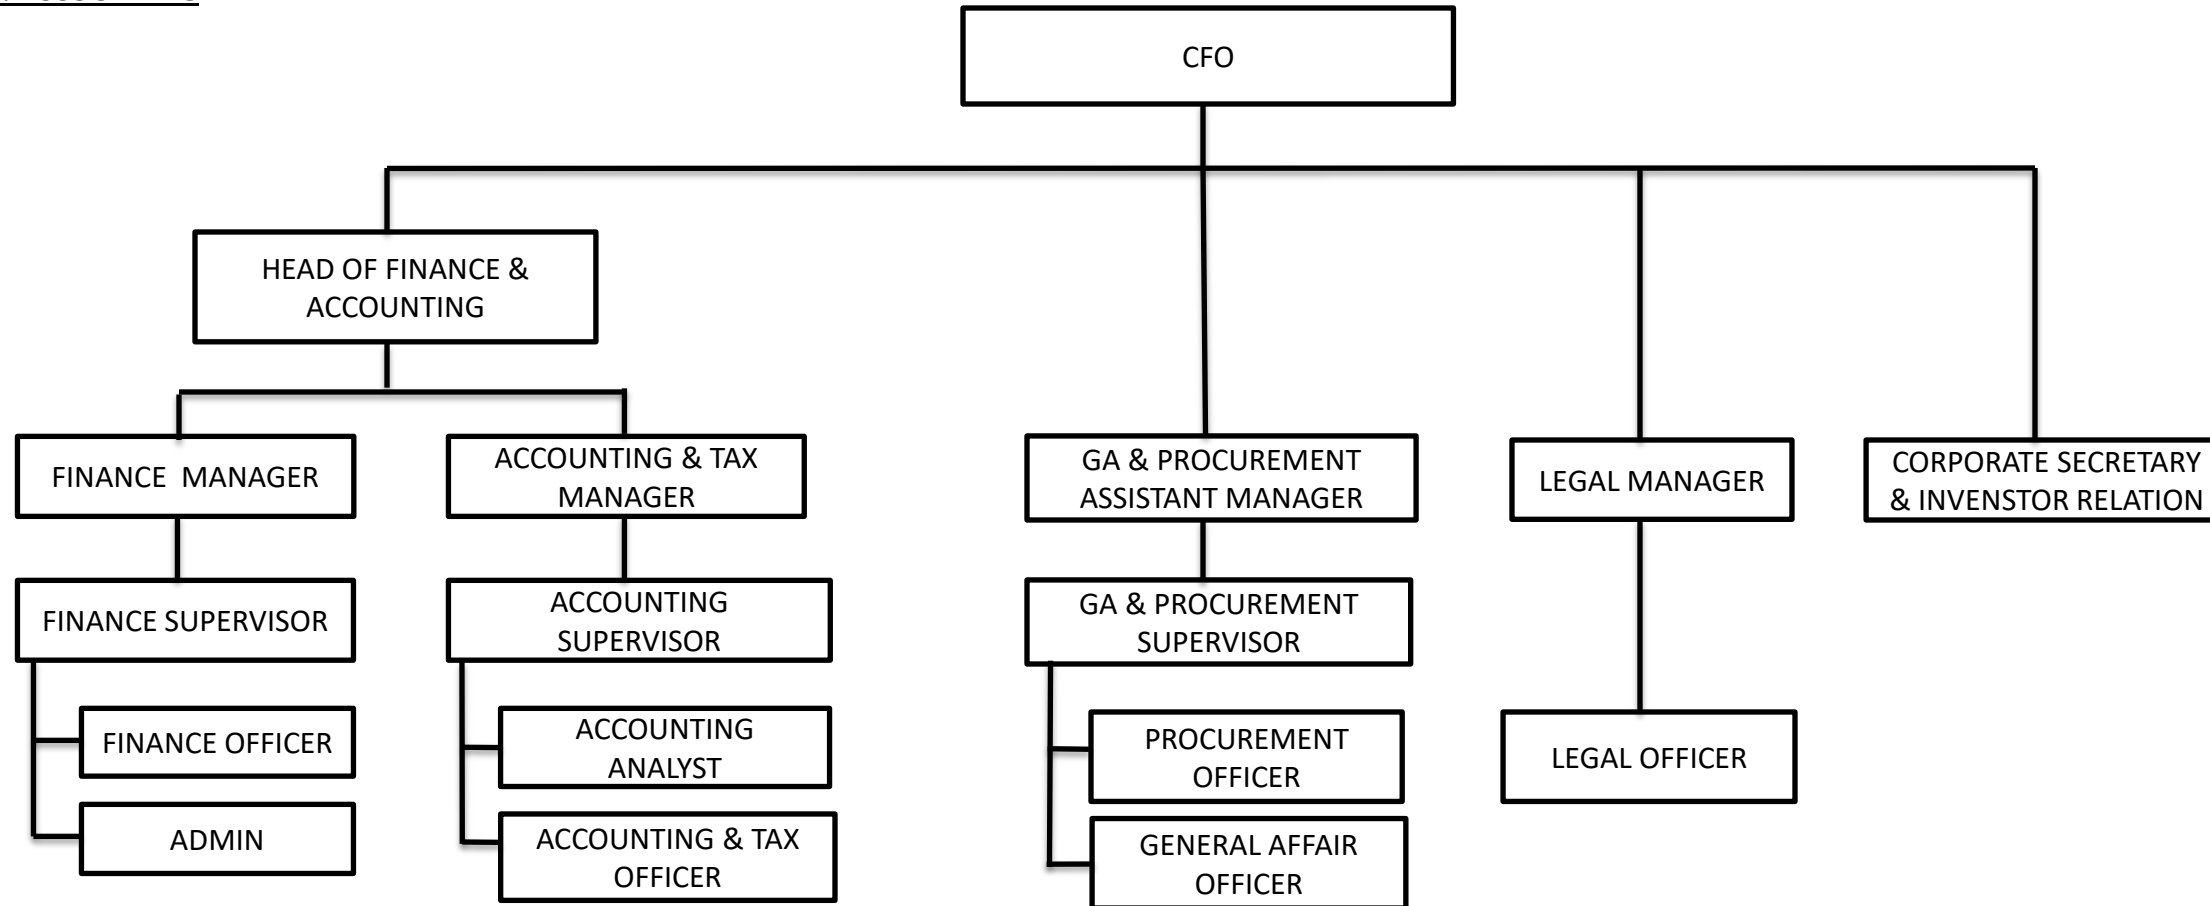 CFO
HEAD OF FINANCE &
ACCOUNTING
FINANCE  MANAGER
ACCOUNTING & TAX
MANAGER
GA & PROCUREMENT
ASSISTANT MANAGER
LEGAL MANAGER
CORPORATE SECRETARY
& INVENSTOR RELATION
FINANCE SUPERVISOR
ACCOUNTING
SUPERVISOR
GA & PROCUREMENT
SUPERVISOR
FINANCE OFFICER
ACCOUNTING
ANALYST
PROCUREMENT
OFFICER
LEGAL OFFICER
ADMIN
ACCOUNTING & TAX
OFFICER
GENERAL AFFAIR
OFFICER